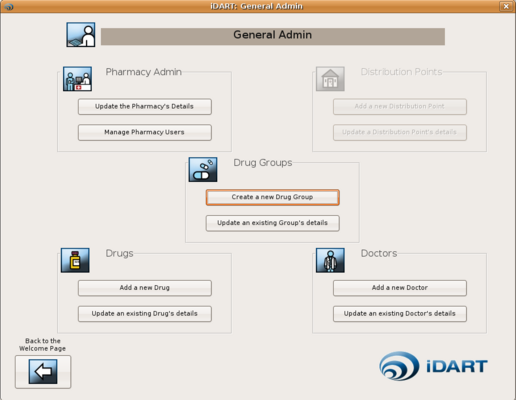 iDART: General Admin
General Admin
Pharmacy Admin
Update the Pharmacy's Details
Manage Pharmacy Users
Distribution Points
Add a new Distribution Point
Update a Distribution Point's details
Drug Groups
Create a new Drug Group
Update an existing Group's details
Drugs
Add a new Drug
Update an existing Drug's details
Doctors
Add a new Doctor
Update an existing Doctor's details
Back to the
Welcome Page
iDART